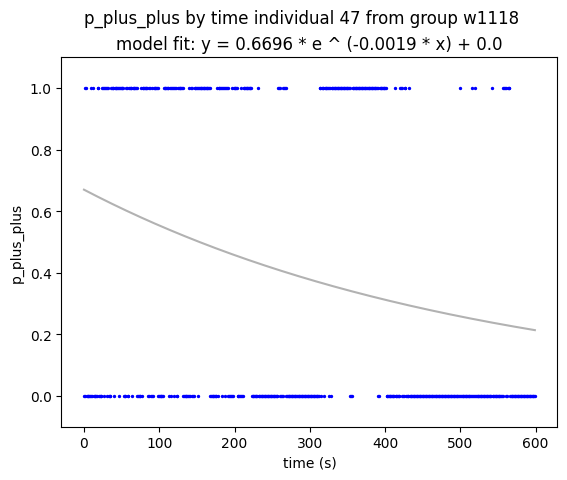 p_plus_plus by time individual 47 from group w1118
model fit: y = 0.6696 * e ^ (-0.0019 * x) + 0.0
1.0
0.8
0.6
0.4
0.2
0.0
p_plus_plus
0 100 200 300 400 500 600
time (s)